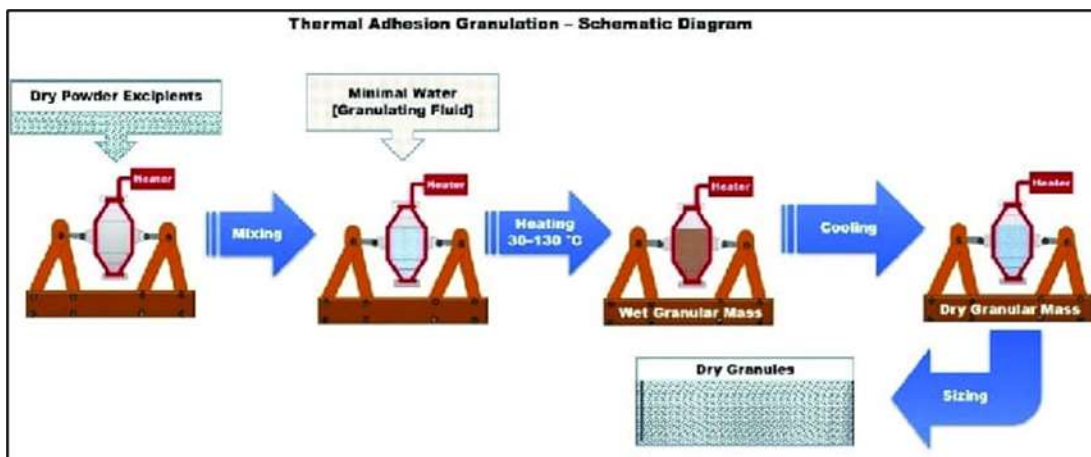 Thermal Adhesion Granulation – Schematic Diagram
Dry Powder Excipients
Minimal Water
[Granulating Fluid]
Heater
Heater
Heater
Heater
Mixing
Heating
30–130 °C
Cooling
Wet Granular Mass
Dry Granular Mass
Dry Granules
Sizing